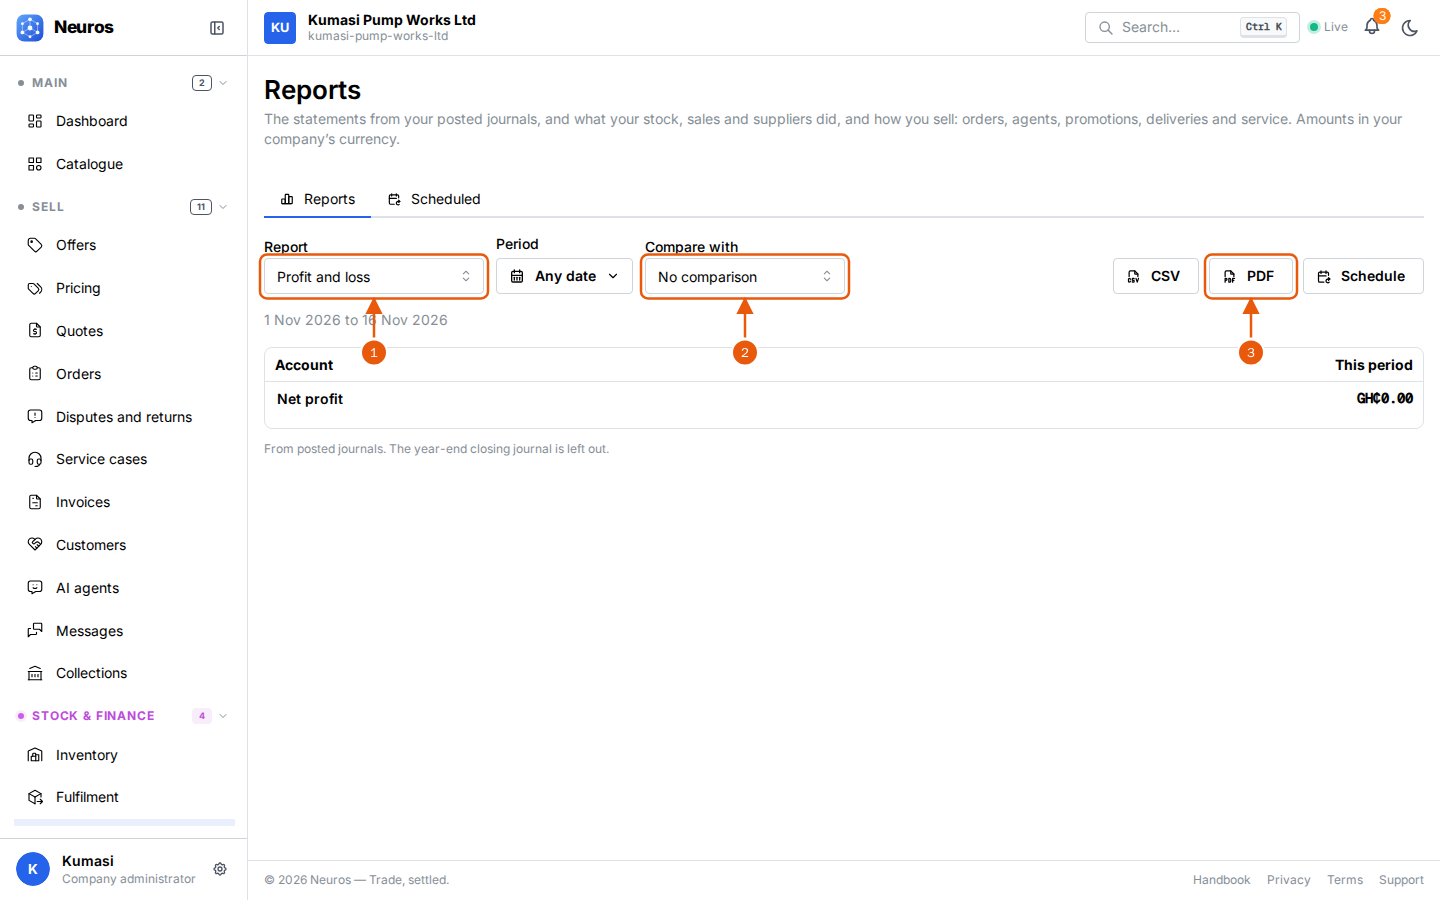 Neuros
KU
Kumasi Pump Works Ltd
kumasi-pump-works-ltd
Search...
Ctrl K
Live
3
MAIN
2
Dashboard
Catalogue
SELL
11
Offers
Pricing
Quotes
Orders
Disputes and returns
Service cases
Invoices
Customers
AI agents
Messages
Collections
STOCK & FINANCE
4
Inventory
Fulfilment
K
Kumasi
Company administrator
Reports
The statements from your posted journals, and what your stock, sales and suppliers did, and how you sell: orders, agents, promotions, deliveries and service. Amounts in your
company's currency.
Reports
Scheduled
Report
Period
Compare with
Profit and loss
Any date
No comparison
CSV
PDF
Schedule
1 Nov 2026 to 16 Nov 2026
1
2
3
Account
This period
Net profit
GH₵0.00
From posted journals. The year-end closing journal is left out.
© 2026 Neuros — Trade, settled.
Handbook
Privacy
Terms
Support